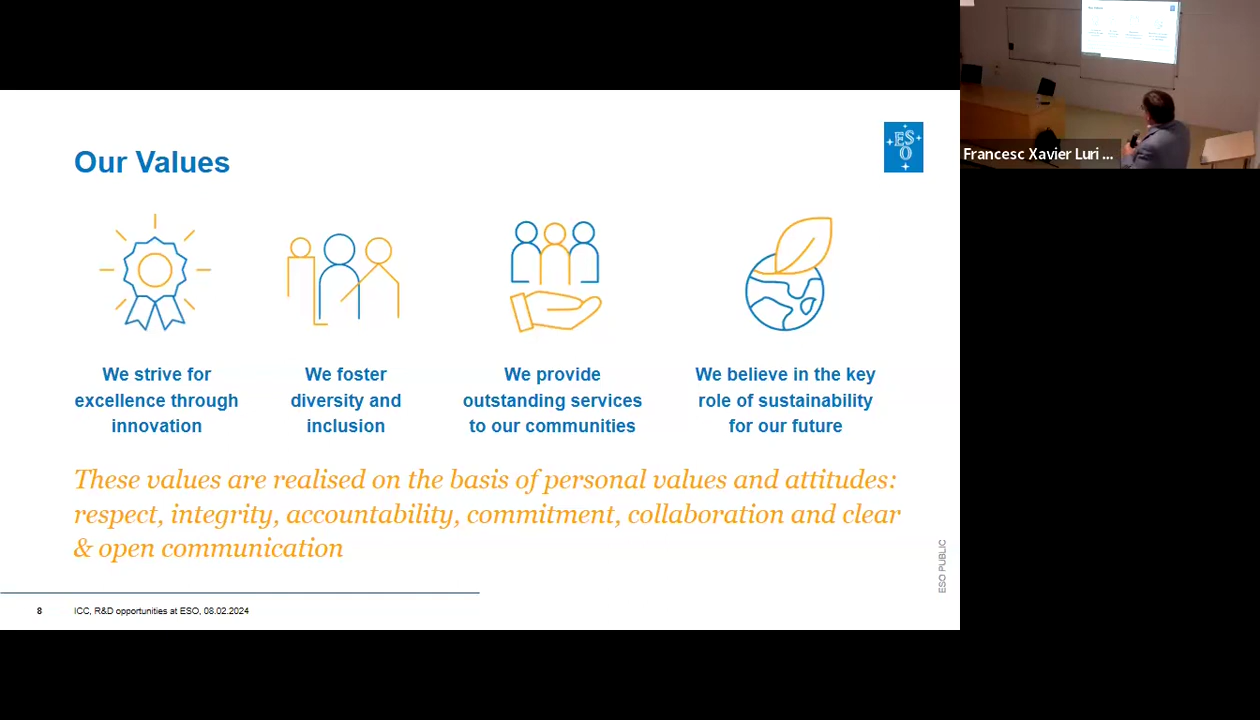 Our Values
ESO
We strive for
excellence through
innovation
We foster
diversity and
inclusion
We provide
outstanding services
to our communities
We believe in the key
role of sustainability
for our future
These values are realised on the basis of personal values and attitudes:
respect, integrity, accountability, commitment, collaboration and clear
& open communication
ESO PUBLIC
8 ICC, R&D opportunities at ESO, 08.02.2024
Francesc Xavier Luri ...